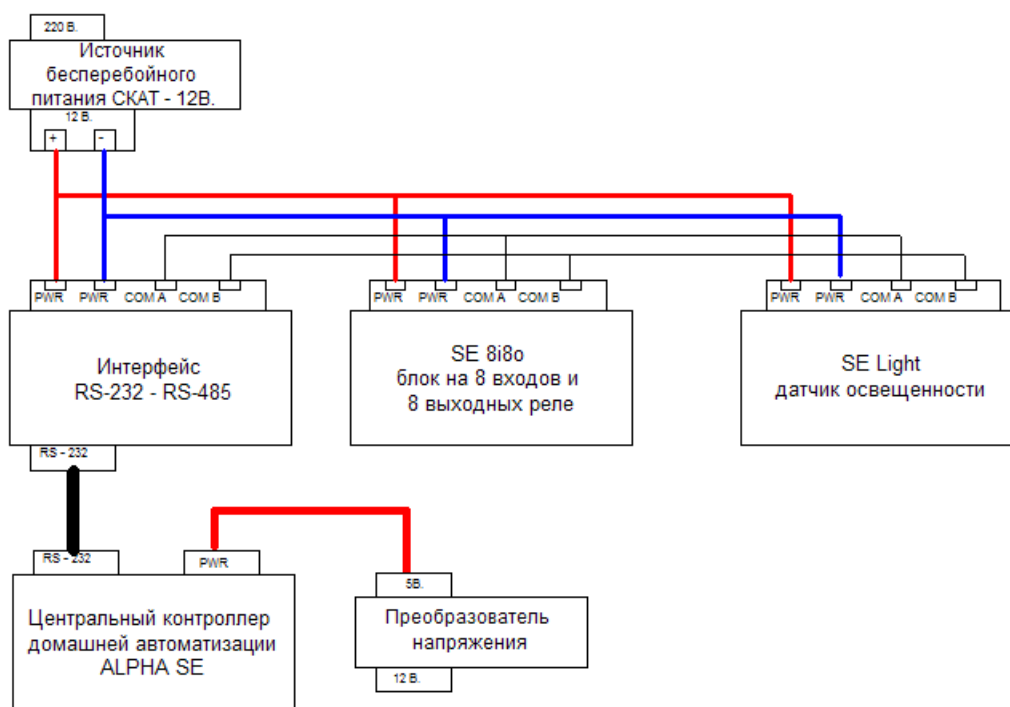 220 В.
Источник
бесперебойного
питания СКАТ - 12В.
12 В.
+ -
PWR PWR COM A COM B
PWR PWR COM A COM B
PWR PWR COM A COM B
Интерфейс
RS-232 - RS-485
SE 8i8o
блок на 8 входов и
8 выходных реле
SE Light
датчик освещенности
RS - 232
RS - 232
PWR
Центральный контроллер
домашней автоматизации
ALPHA SE
5В.
Преобразователь
напряжения
12 В.